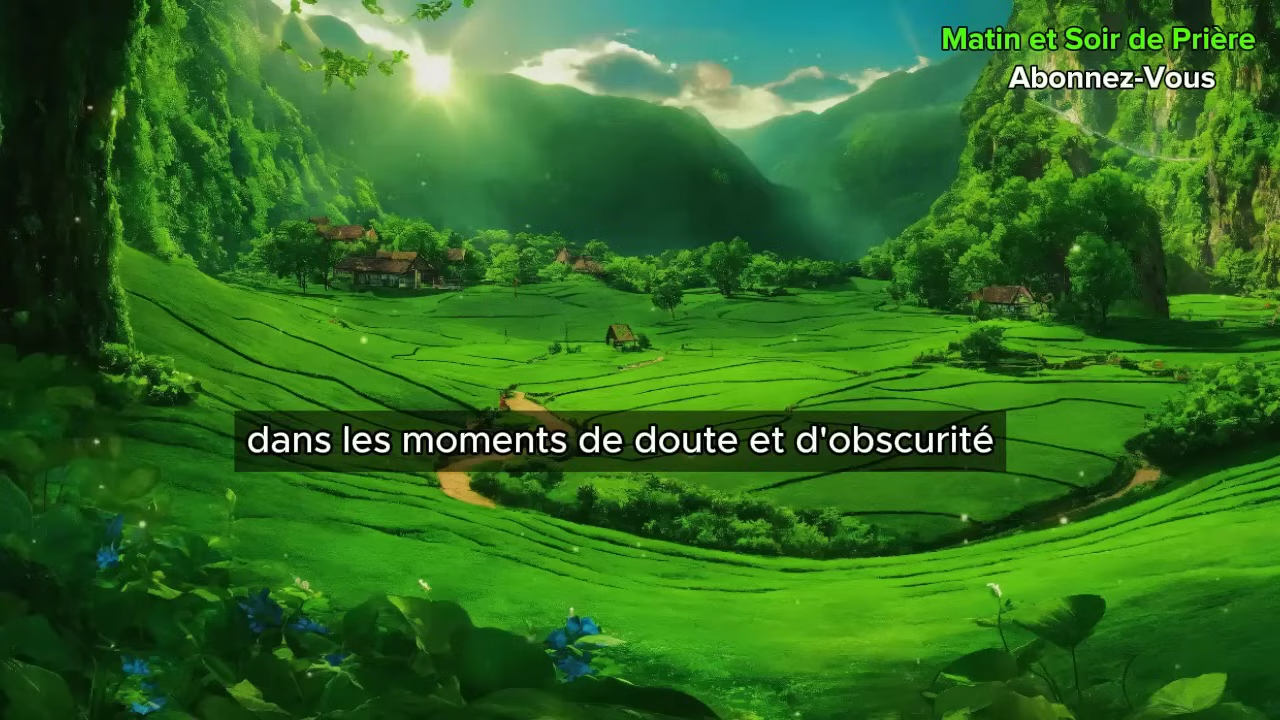 Matin et Soir de Prière
Abonnez-Vous
dans les moments de doute et d'obscurité